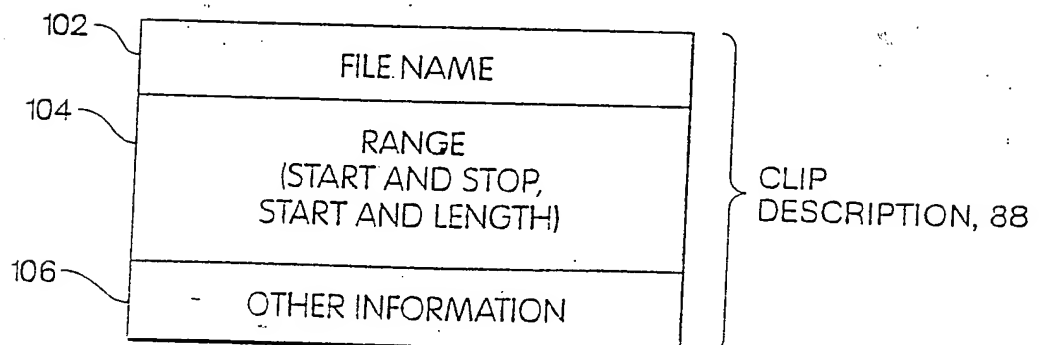 102
FILE NAME
104
RANGE
(START AND STOP,
START AND LENGTH)
CLIP
DESCRIPTION, 88
106
OTHER INFORMATION